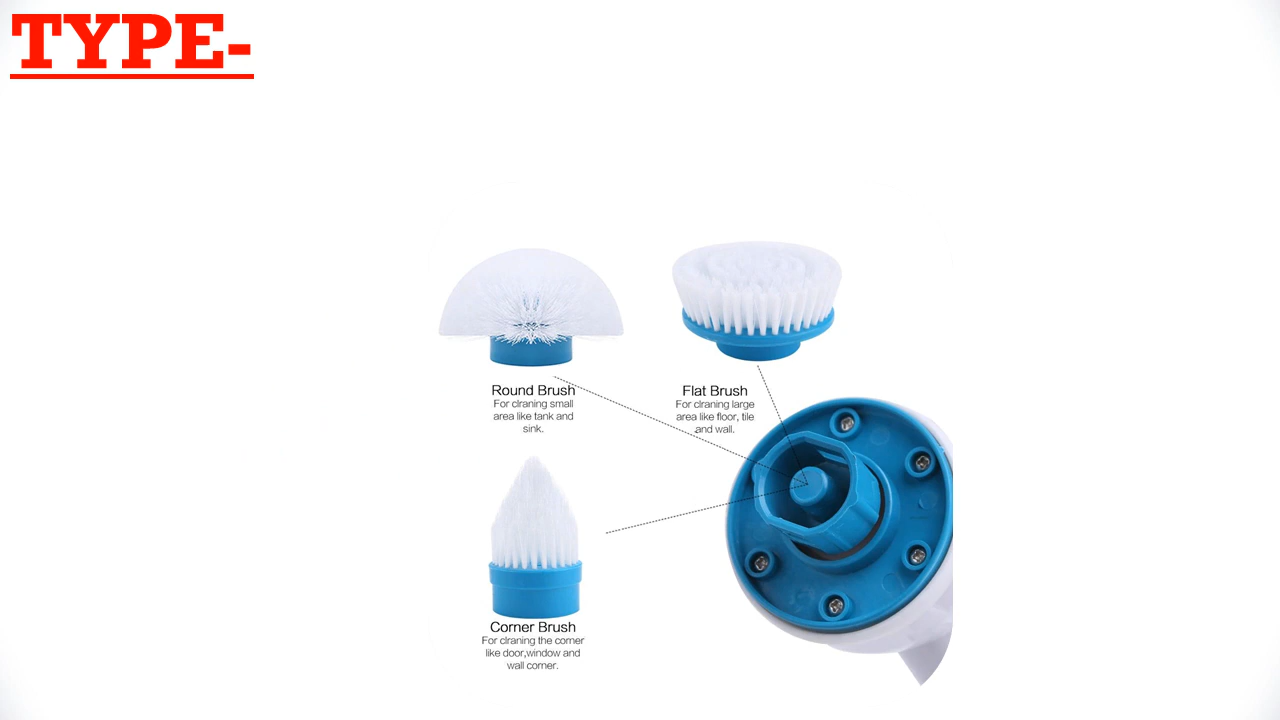 TYPE-
Round Brush
For claning small
area like tank and
sink.
Flat Brush
For claning large
area like floor, tile
and wall.
Corner Brush
For claning the corner
like door,window and
wall corner.